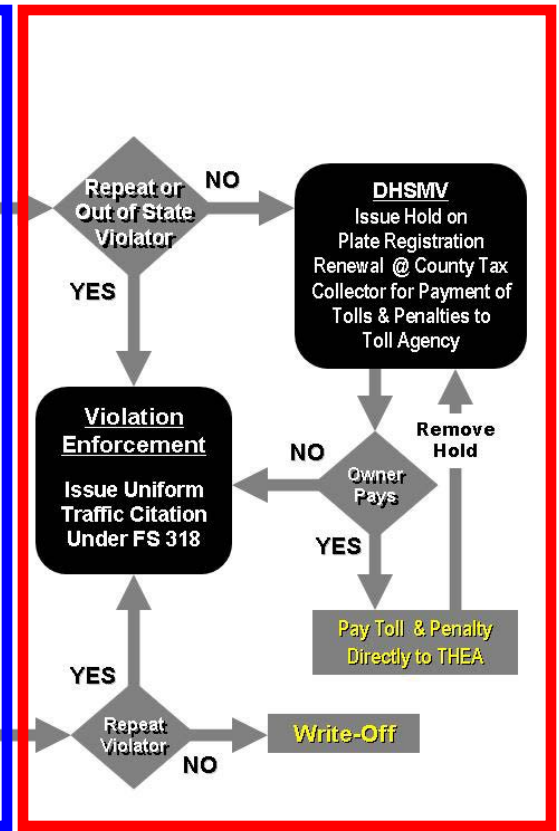 Repeat or
Out of State
Violator
NO
YES
DHSMV
Issue Hold on
Plate Registration
Renewal @ County Tax
Collector for Payment of
Tolls & Penalties to
Toll Agency
Violation
Enforcement
Issue Uniform
Traffic Citation
Under FS 318
NO
Owner
Pays
Remove
Hold
YES
Pay Toll & Penalty
Directly to THEA
YES
Repeat
Violator
NO
Write-Off